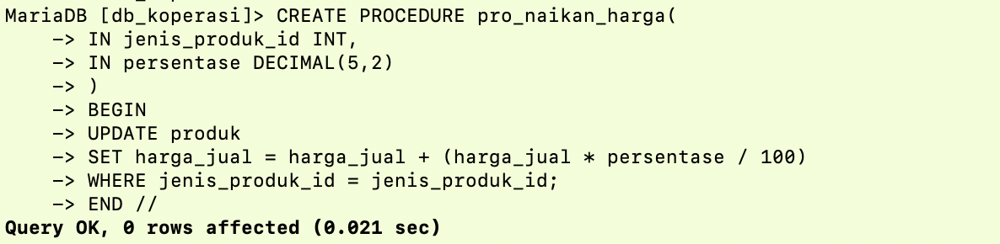 MariaDB [db_koperasi]> CREATE PROCEDURE pro_naikan_harga(
-> IN jenis_produk_id INT,
-> IN persentase DECIMAL(5,2)
-> )
-> BEGIN
-> UPDATE produk
-> SET harga_jual = harga_jual + (harga_jual * persentase / 100)
-> WHERE jenis_produk_id = jenis_produk_id;
-> END //
Query OK, 0 rows affected (0.021 sec)